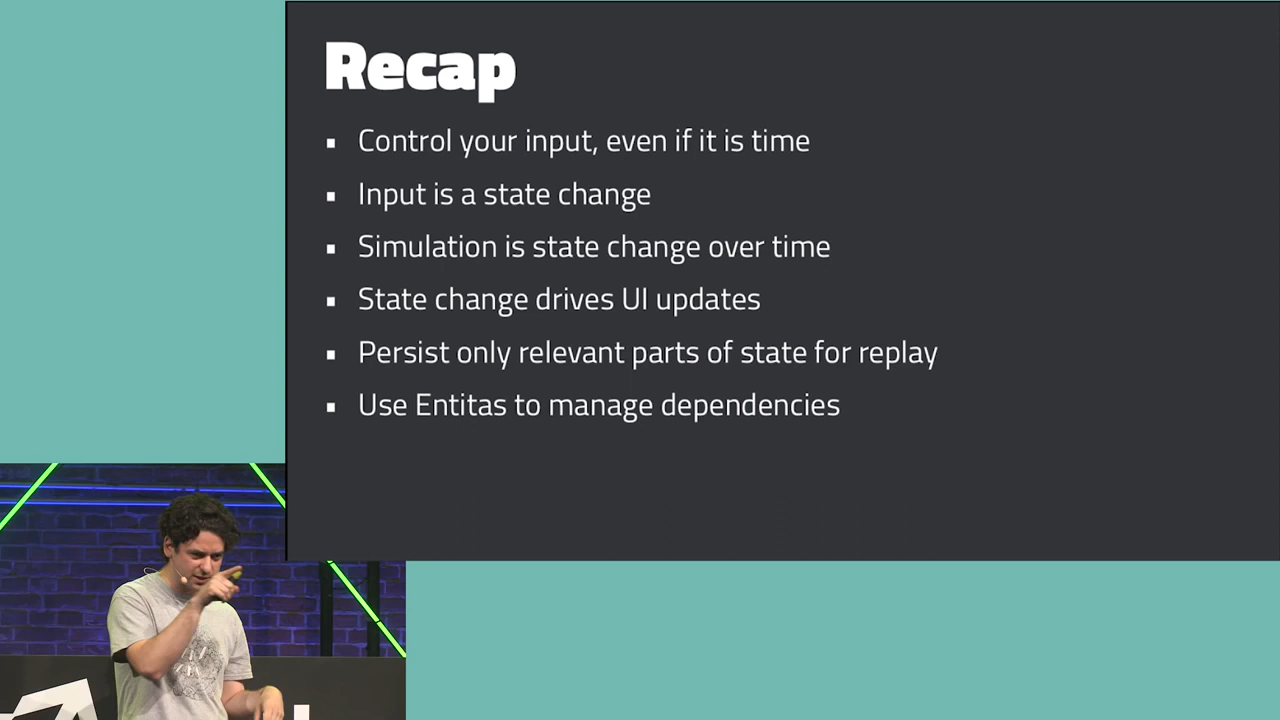 Recap
▪ Control your input, even if it is time
▪ Input is a state change
▪ Simulation is state change over time
▪ State change drives UI updates
▪ Persist only relevant parts of state for replay
▪ Use Entitas to manage dependencies